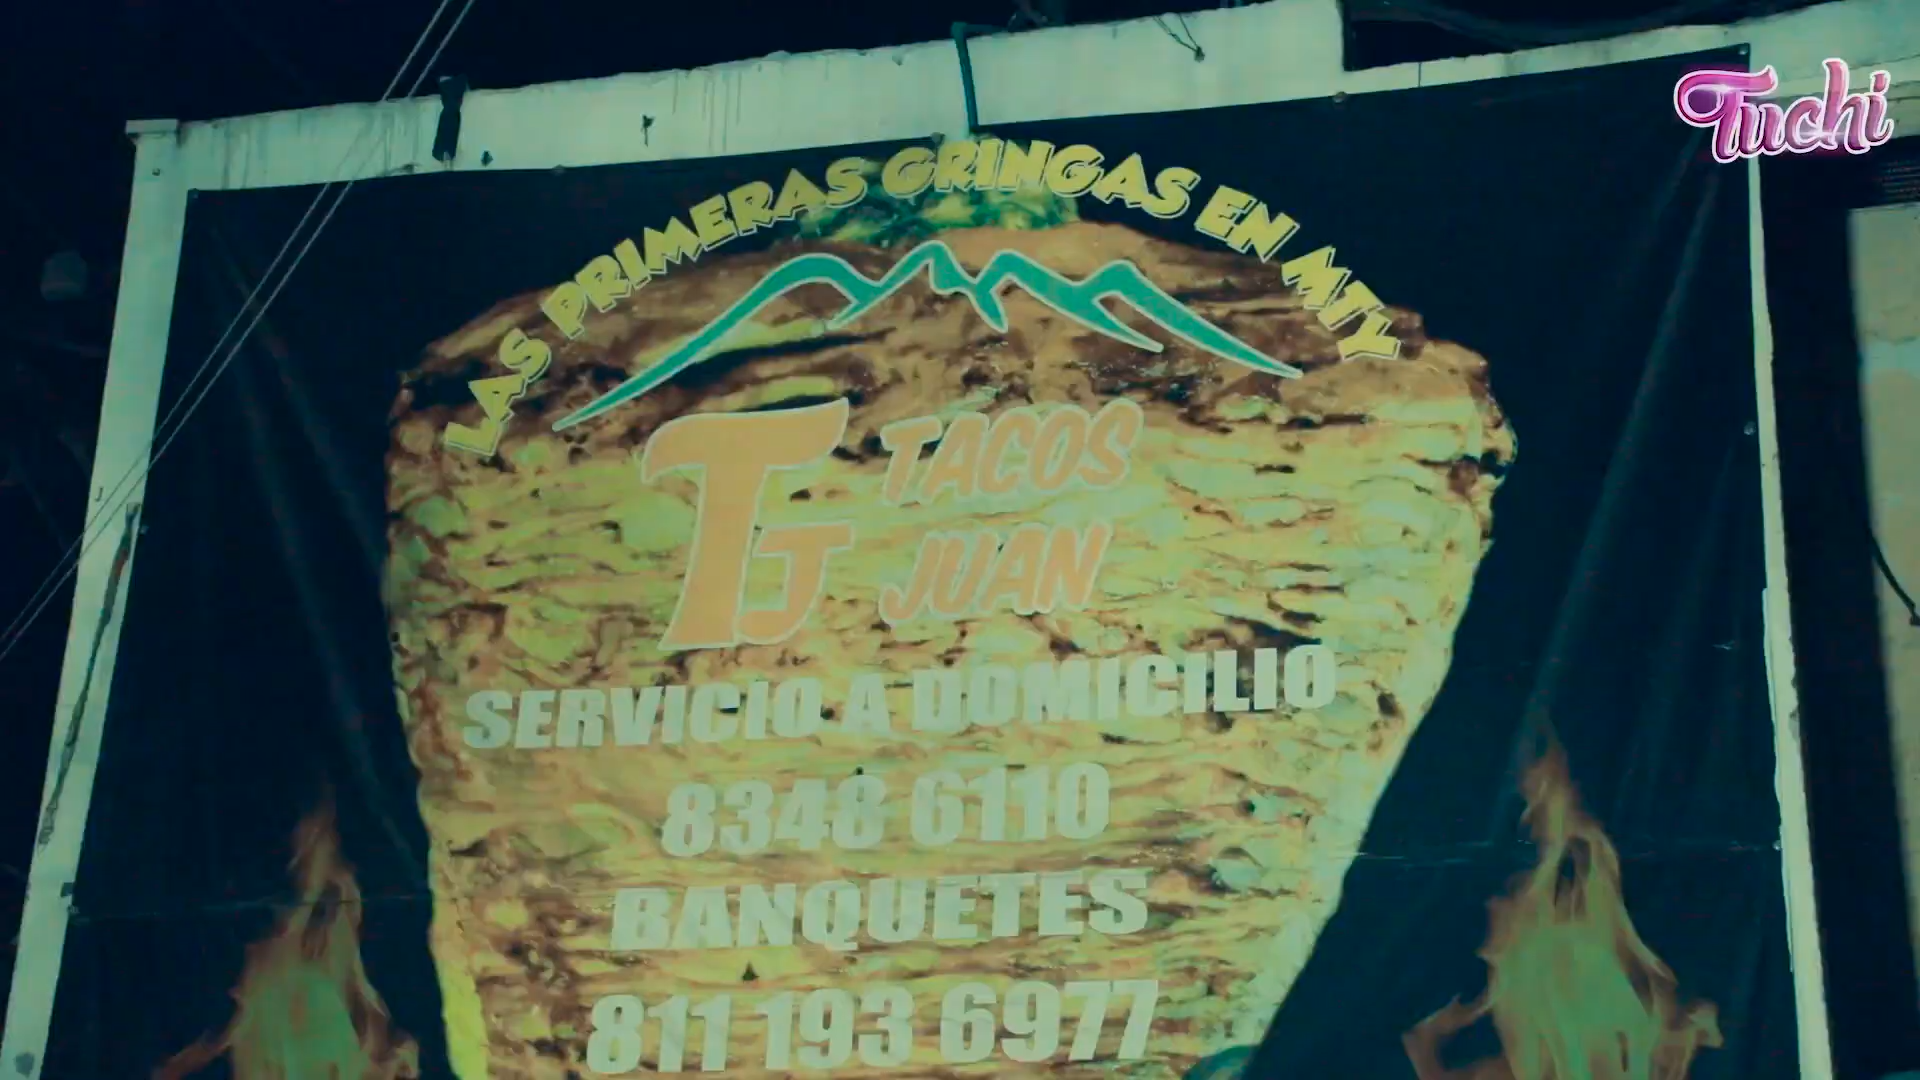 Tuchi
LAS PRIMERAS GRINGAS EN MTY
TJ
TACOS
JUAN
SERVICIO A DOMICILIO
8348 6110
BANQUETES
811 193 6977